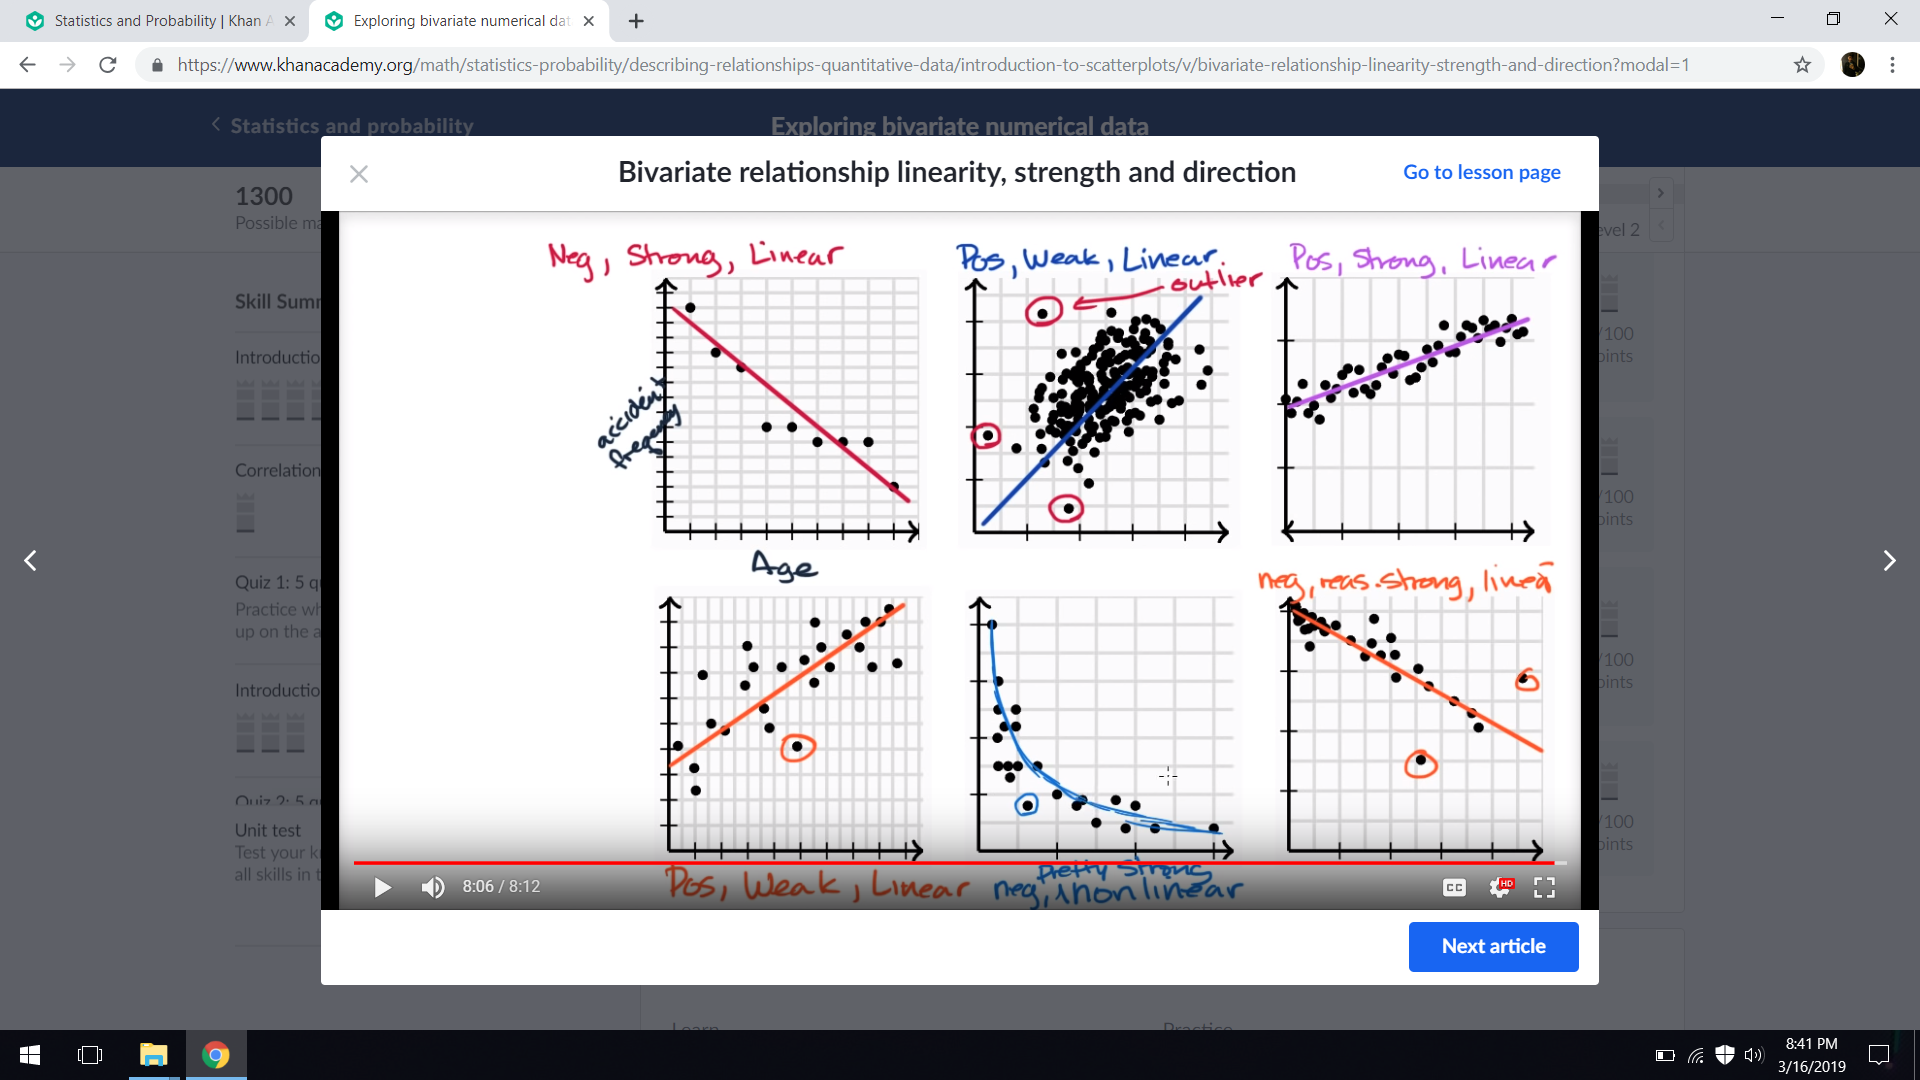 Statistics and Probability | Khan A
Exploring bivariate numerical dat
https://www.khanacademy.org/math/statistics-probability/describing-relationships-quantitative-data/introduction-to-scatterplots/v/bivariate-relationship-linearity-strength-and-direction?modal=1
Statistics and probability
Exploring bivariate numerical data
1300
Possible ma
evel 2
Bivariate relationship linearity, strength and direction
Go to lesson page
Neg, Strong, Linear
Pos, Weak, Linear.
outlier
Pos, Strong, Linear
accident
frequency
Age
neg, reas. strong, linea
Pos, Weak, Linear
Pretty Strong
neg, nonlinear
8:06 / 8:12
CC
HD
Skill Summ
Introductio
Correlation
Quiz 1: 5 q
Practice wh
up on the a
Introductio
Quiz 2: 5 q
Unit test
Test your k
all skills in t
/100
oints
/100
oints
/100
oints
/100
oints
Next article
Learn
Practice
8:41 PM
3/16/2019